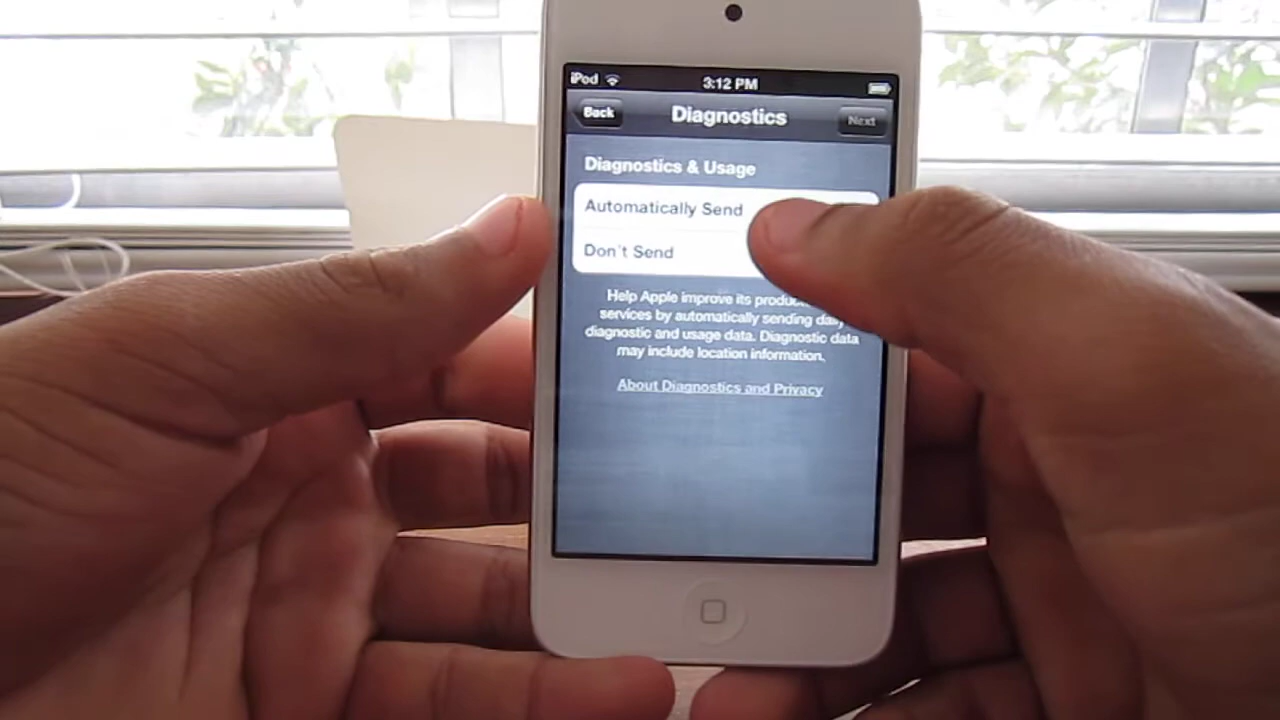 iPod 3:12 PM
Back Diagnostics Next
Diagnostics & Usage
Automatically Send
Don't Send
Help Apple improve its
services by automatically sending
diagnostic and usage data. Diagnostic data
may include location information.
About Diagnostics and Privacy